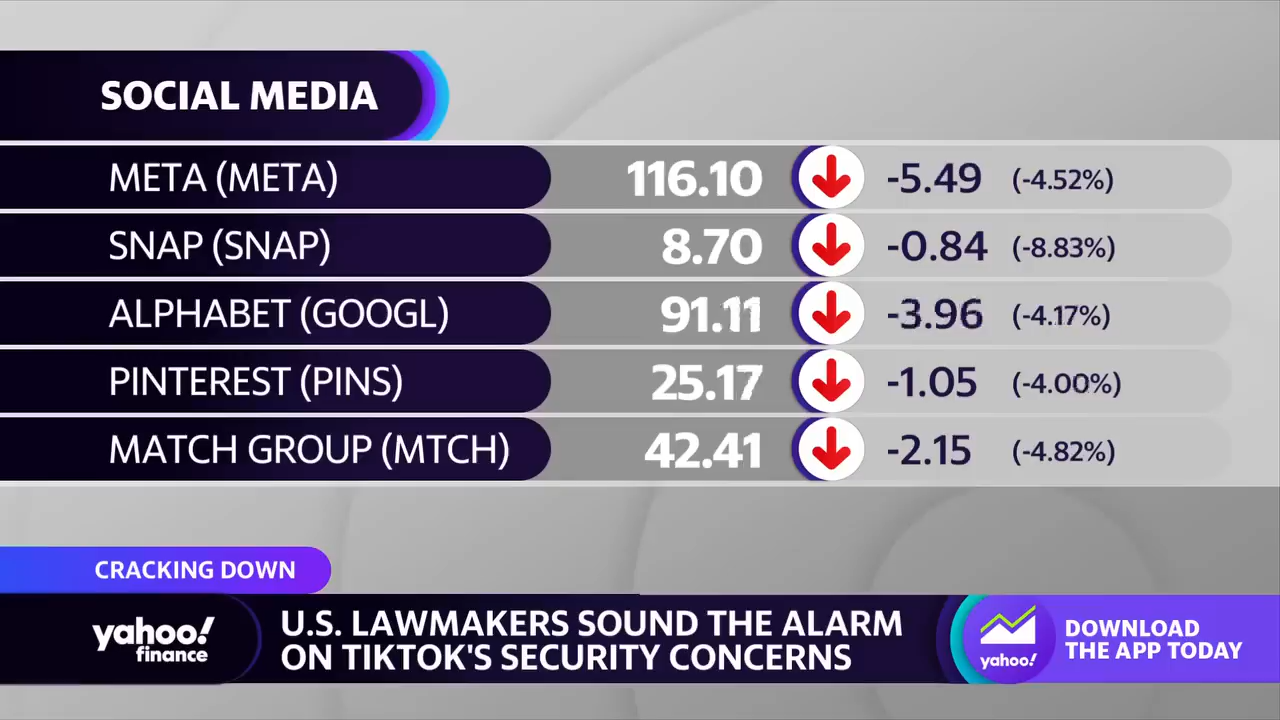 SOCIAL MEDIA
META (META) 116.10 -5.49 (-4.52%)
SNAP (SNAP) 8.70 -0.84 (-8.83%)
ALPHABET (GOOGL) 91.11 -3.96 (-4.17%)
PINTEREST (PINS) 25.17 -1.05 (-4.00%)
MATCH GROUP (MTCH) 42.41 -2.15 (-4.82%)
CRACKING DOWN
yahoo!
finance
U.S. LAWMAKERS SOUND THE ALARM
ON TIKTOK'S SECURITY CONCERNS
yahoo!
DOWNLOAD
THE APP TODAY